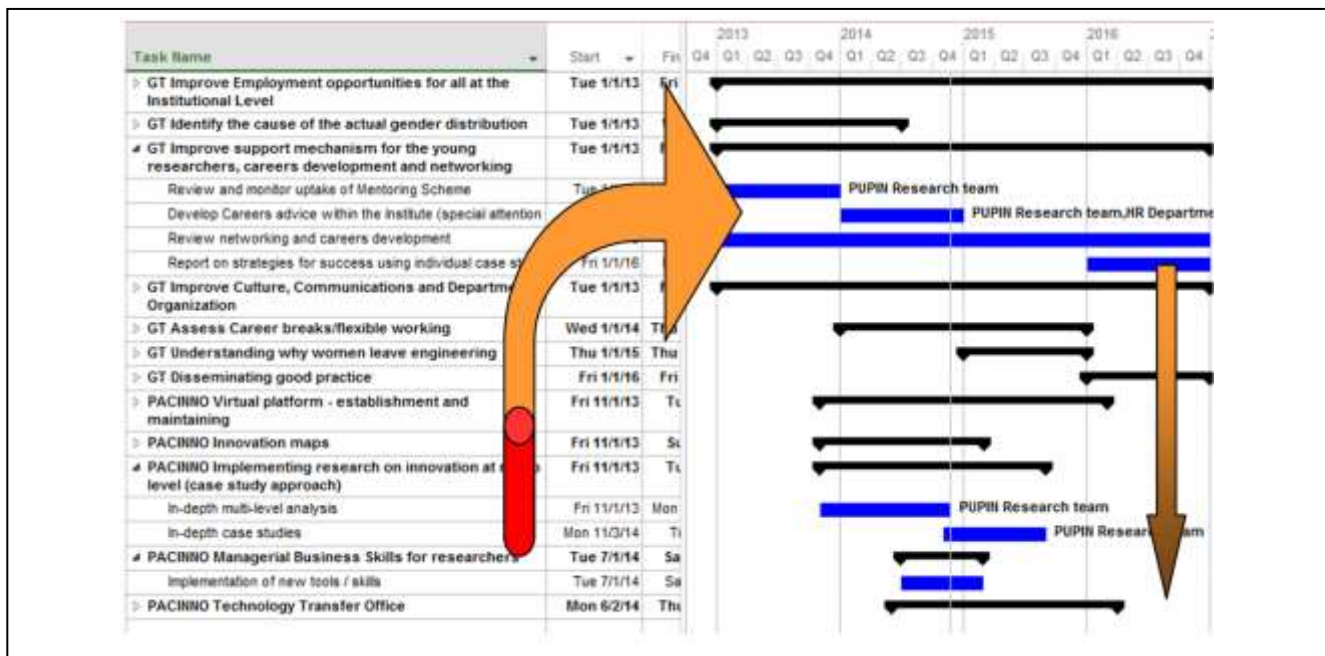 2013 2014 2015 2016
Task Name Start Fin Q4 Q1 Q2 Q3 Q4 Q1 Q2 Q3 Q4 Q1 Q2 Q3 Q4 Q1 Q2 Q3 Q4
GT Improve Employment opportunities for all at the Tue 1/1/13 Fri
Institutional Level
GT Identify the cause of the actual gender distribution Tue 1/1/13
GT Improve support mechanism for the young Tue 1/1/13
researchers, careers development and networking
Review and monitor uptake of Mentoring Scheme Tue PUPIN Research team
Develop Careers advice within the Institute (special attention PUPIN Research team,HR Departme
Review networking and careers development
Report on strategies for success using individual case st Fri 1/1/16
GT Improve Culture, Communications and Departme Tue 1/1/13
Organization
GT Assess Career breaks/flexible working Wed 1/1/14
GT Understanding why women leave engineering Thu 1/1/15 Thu
GT Disseminating good practice Fri 1/1/16 Fri
PACINNO Virtual platform - establishment and Fri 11/1/13 Tu
maintaining
PACINNO Innovation maps Fri 11/1/13 Su
PACINNO Implementing research on innovation at Fri 11/1/13 Tu
level (case study approach)
In-depth multi-level analysis Fri 11/1/13 Mon PUPIN Research team
In-depth case studies Mon 11/3/14 PUPIN Resear am
PACINNO Managerial Business Skills for researchers Tue 7/1/14 Sa
Implementation of new tools / skills Tue 7/1/14 Sa
PACINNO Technology Transfer Office Mon 6/2/14 Thu